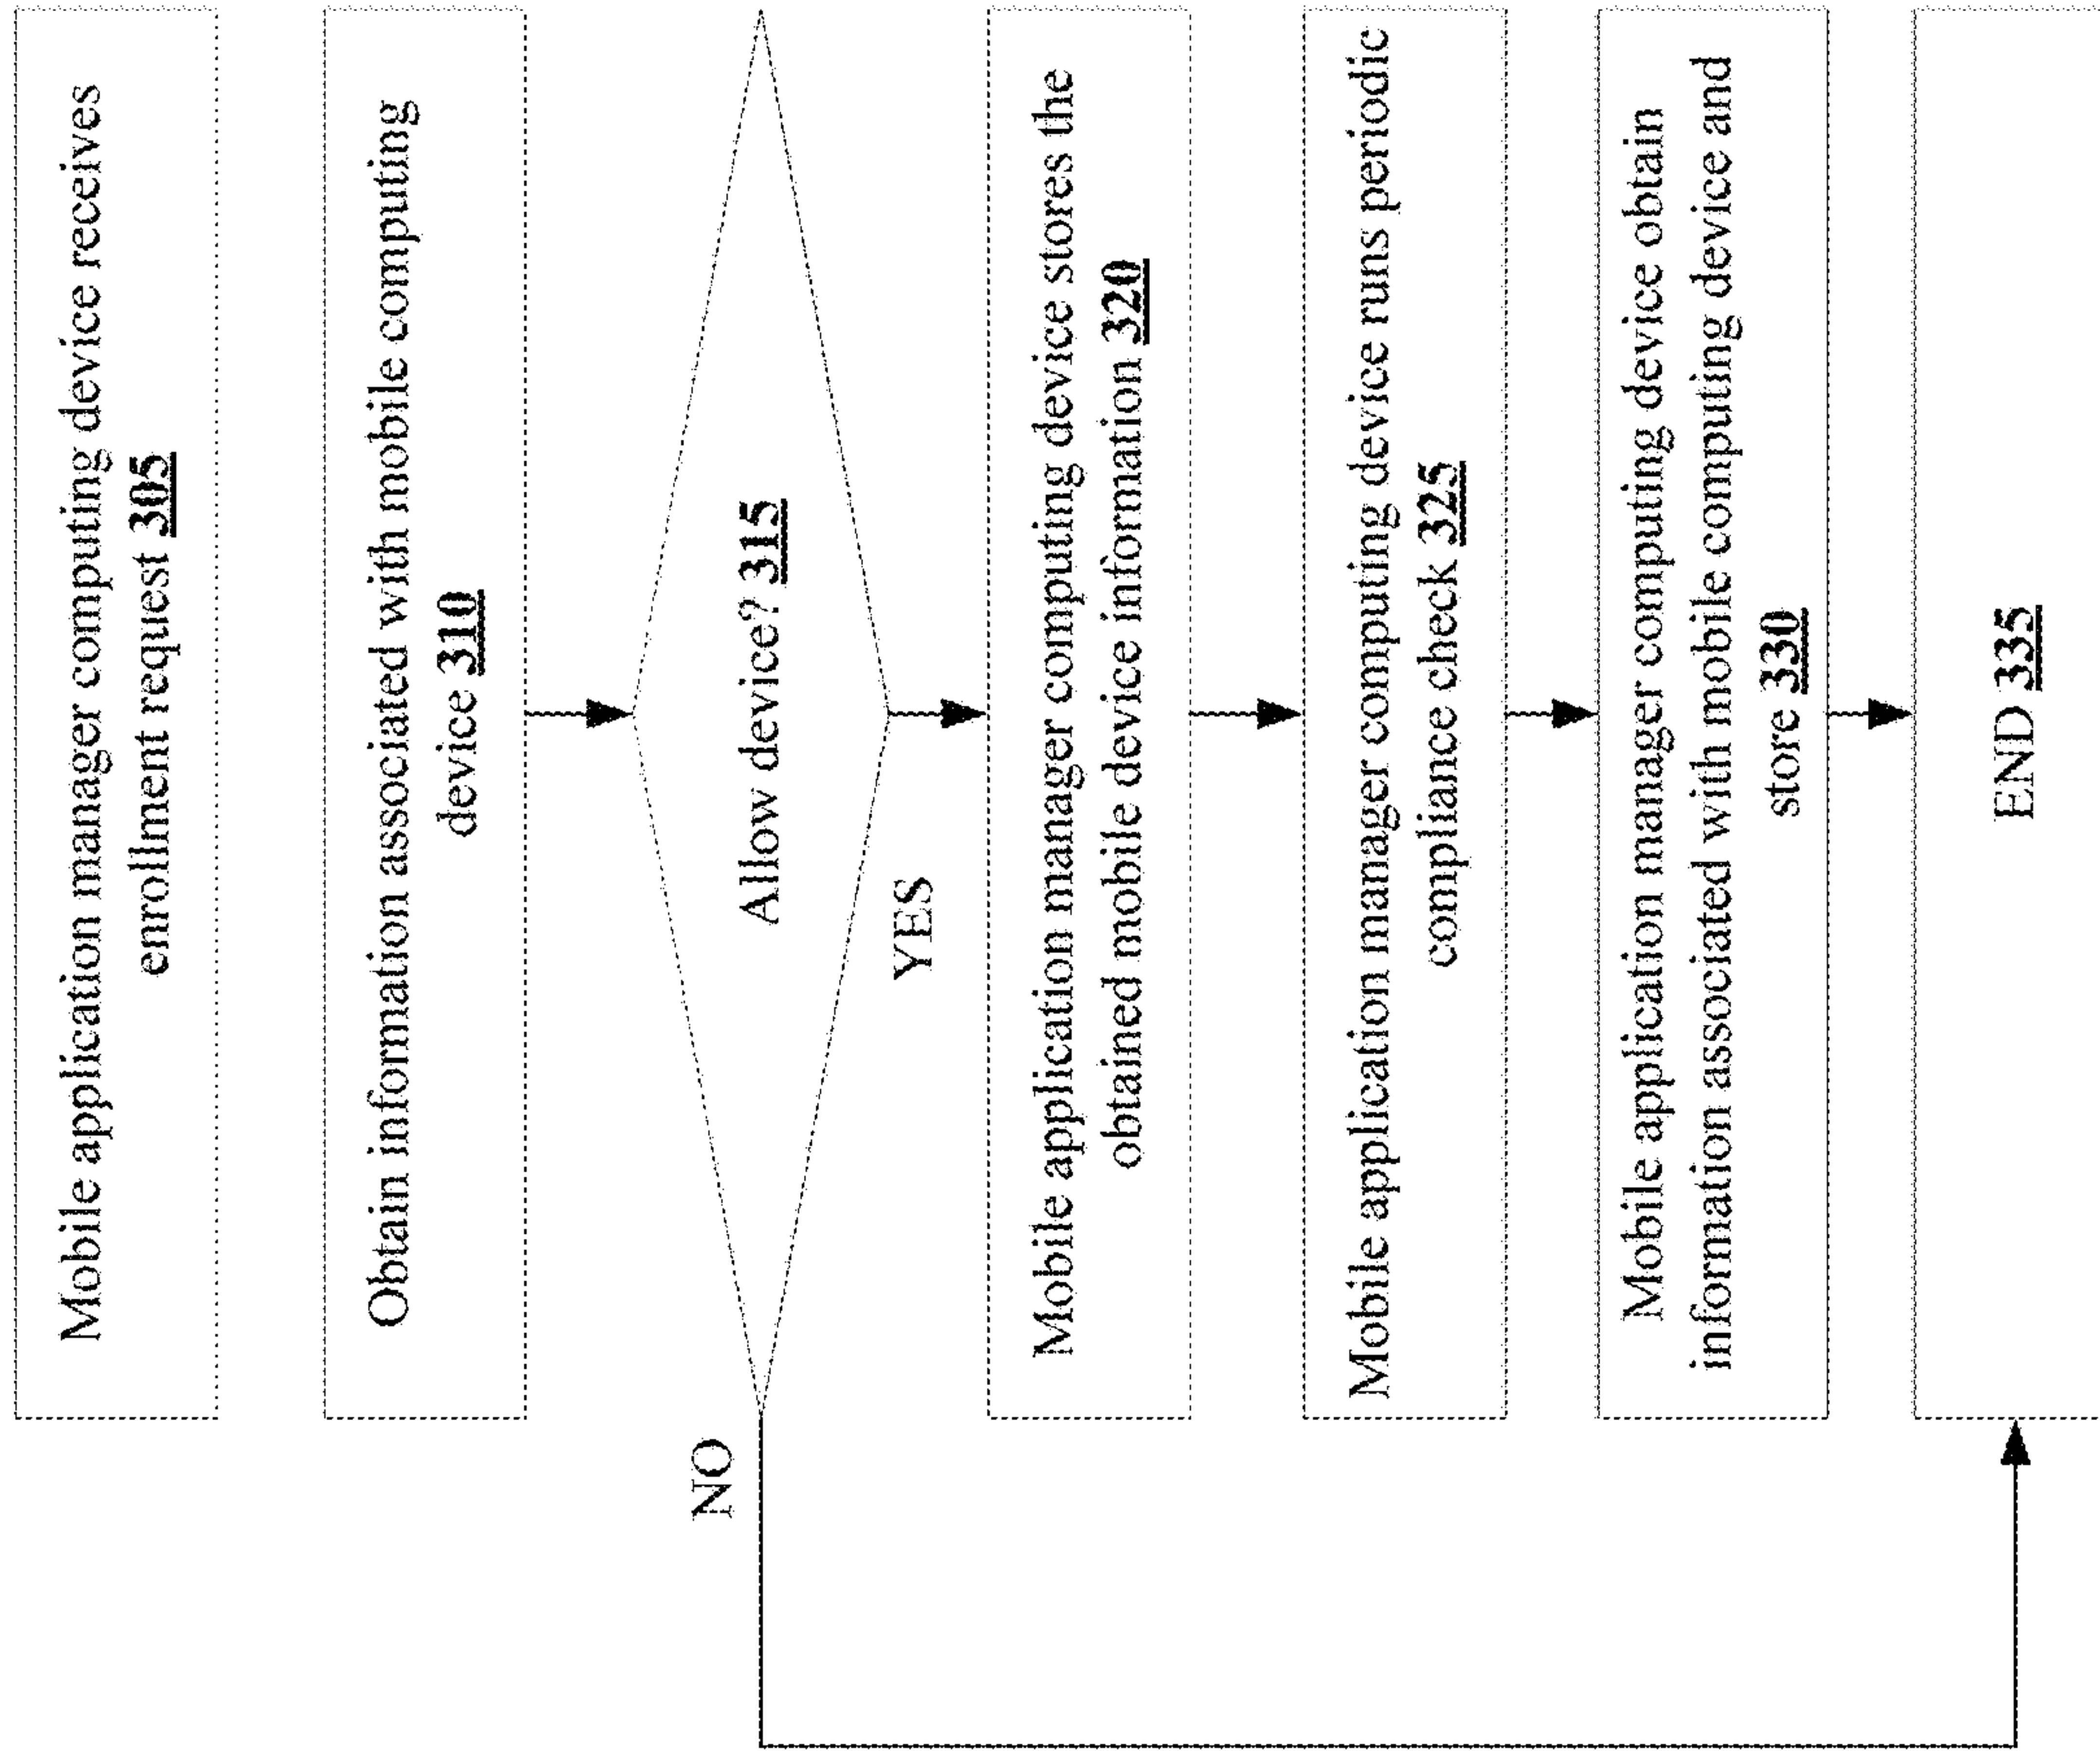 Mobile application manager computing device receives
enrollment request 305
Obtain information associated with mobile computing
device 310
Allow device? 315
NO
YES
Mobile application manager computing device stores the
obtained mobile device information 320
Mobile application manager computing device runs periodic
compliance check 325
Mobile application manager computing device obtain
information associated with mobile computing device and
store 330
END 335